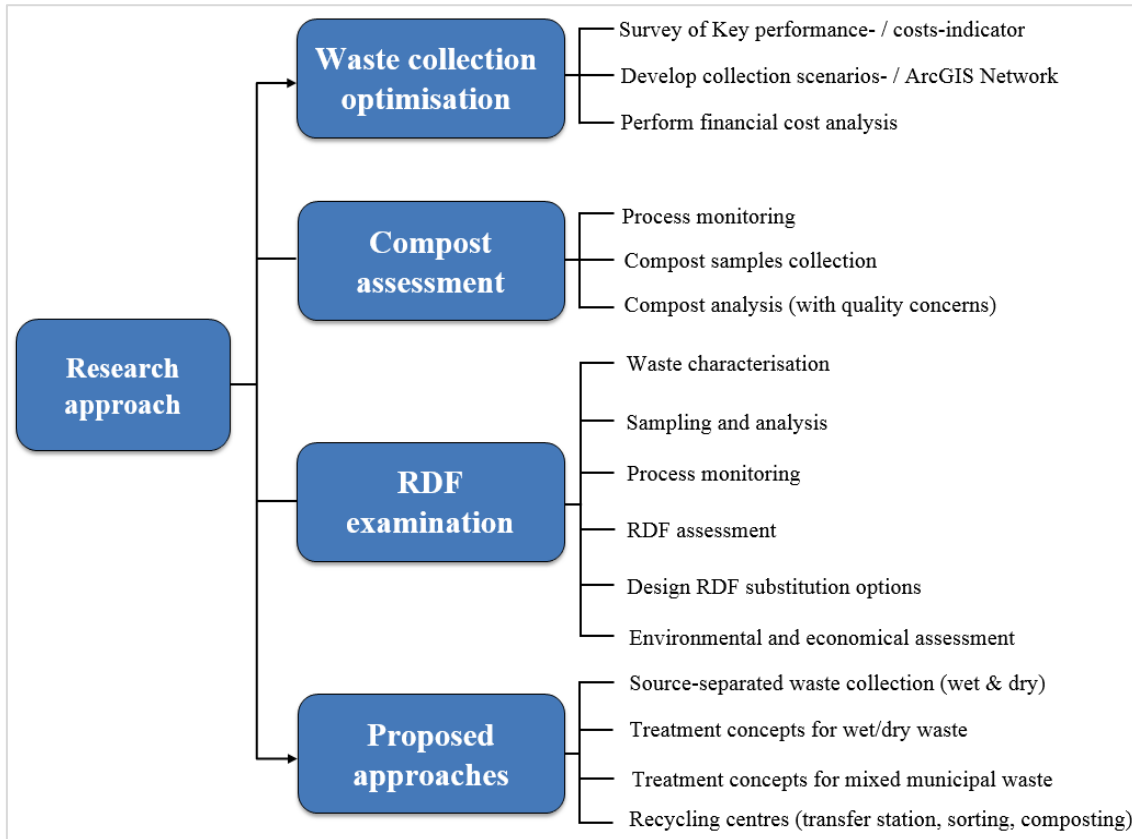 Research
approach
Waste collection
optimisation
Survey of Key performance- / costs-indicator
Develop collection scenarios- / ArcGIS Network
Perform financial cost analysis
Compost
assessment
Process monitoring
Compost samples collection
Compost analysis (with quality concerns)
RDF
examination
Waste characterisation
Sampling and analysis
Process monitoring
RDF assessment
Design RDF substitution options
Environmental and economical assessment
Proposed
approaches
Source-separated waste collection (wet & dry)
Treatment concepts for wet/dry waste
Treatment concepts for mixed municipal waste
Recycling centres (transfer station, sorting, composting)